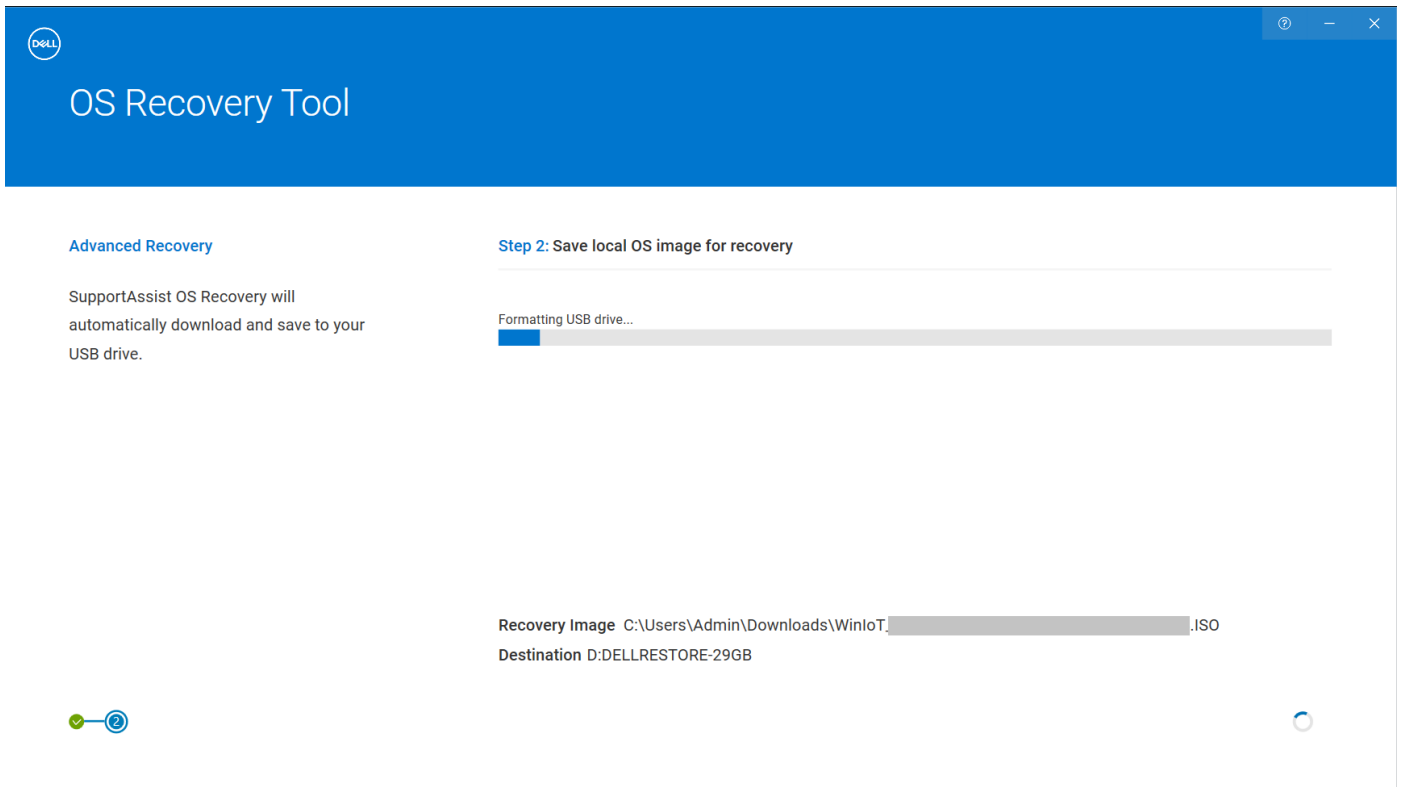 DELL
OS Recovery Tool
Advanced Recovery
SupportAssist OS Recovery will
automatically download and save to your
USB drive.
Step 2: Save local OS image for recovery
Formatting USB drive...
Recovery Image C:\Users\Admin\Downloads\WinIoT_ .ISO
Destination D:DELLRESTORE-29GB
2